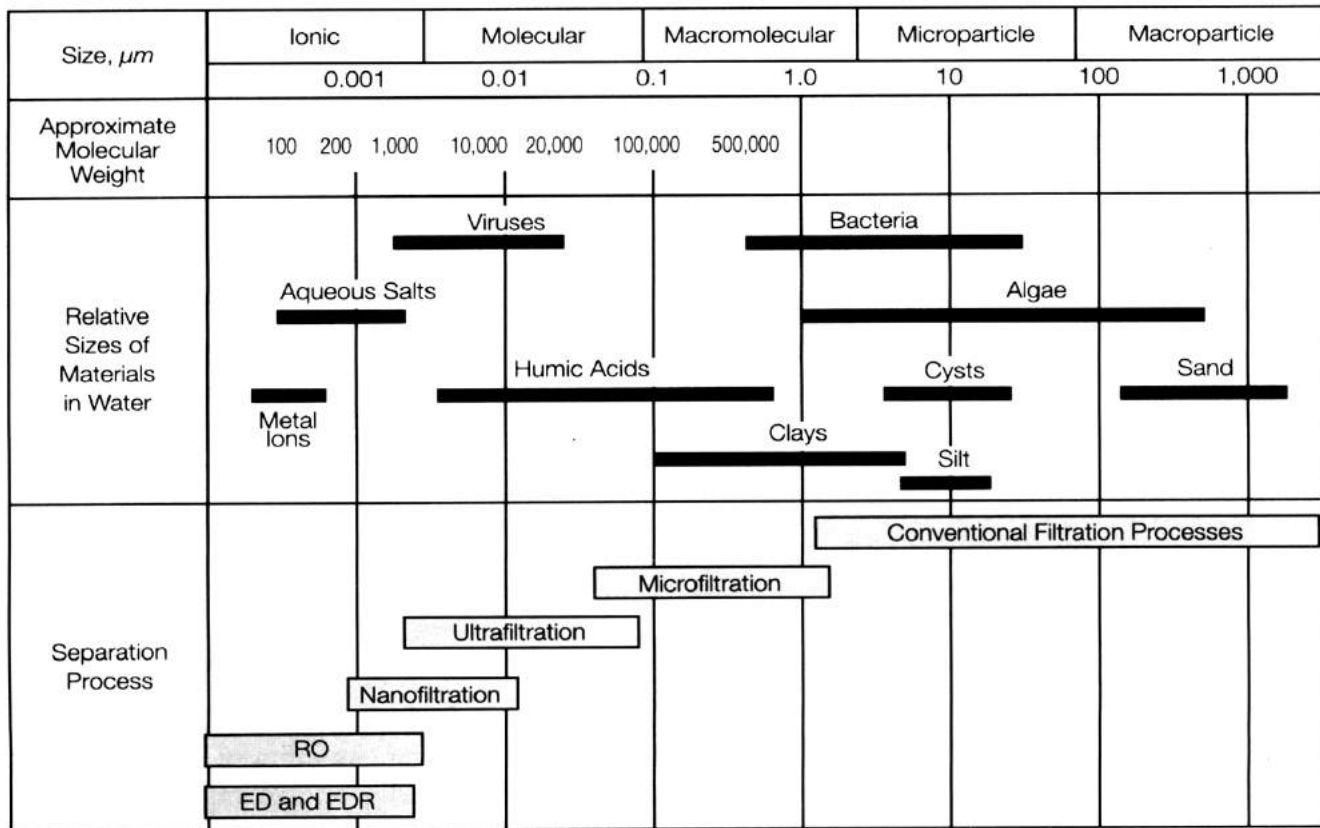 Size, μm
Ionic
Molecular
Macromolecular
Microparticle
Macroparticle
0.001
0.01
0.1
1.0
10
100
1,000
Approximate
Molecular
Weight
100
200
1,000
10,000
20,000
100,000
500,000
Relative
Sizes of
Materials
in Water
Viruses
Bacteria
Aqueous Salts
Algae
Humic Acids
Cysts
Sand
Metal
Ions
Clays
Silt
Separation
Process
Conventional Filtration Processes
Microfiltration
Ultrafiltration
Nanofiltration
RO
ED and EDR